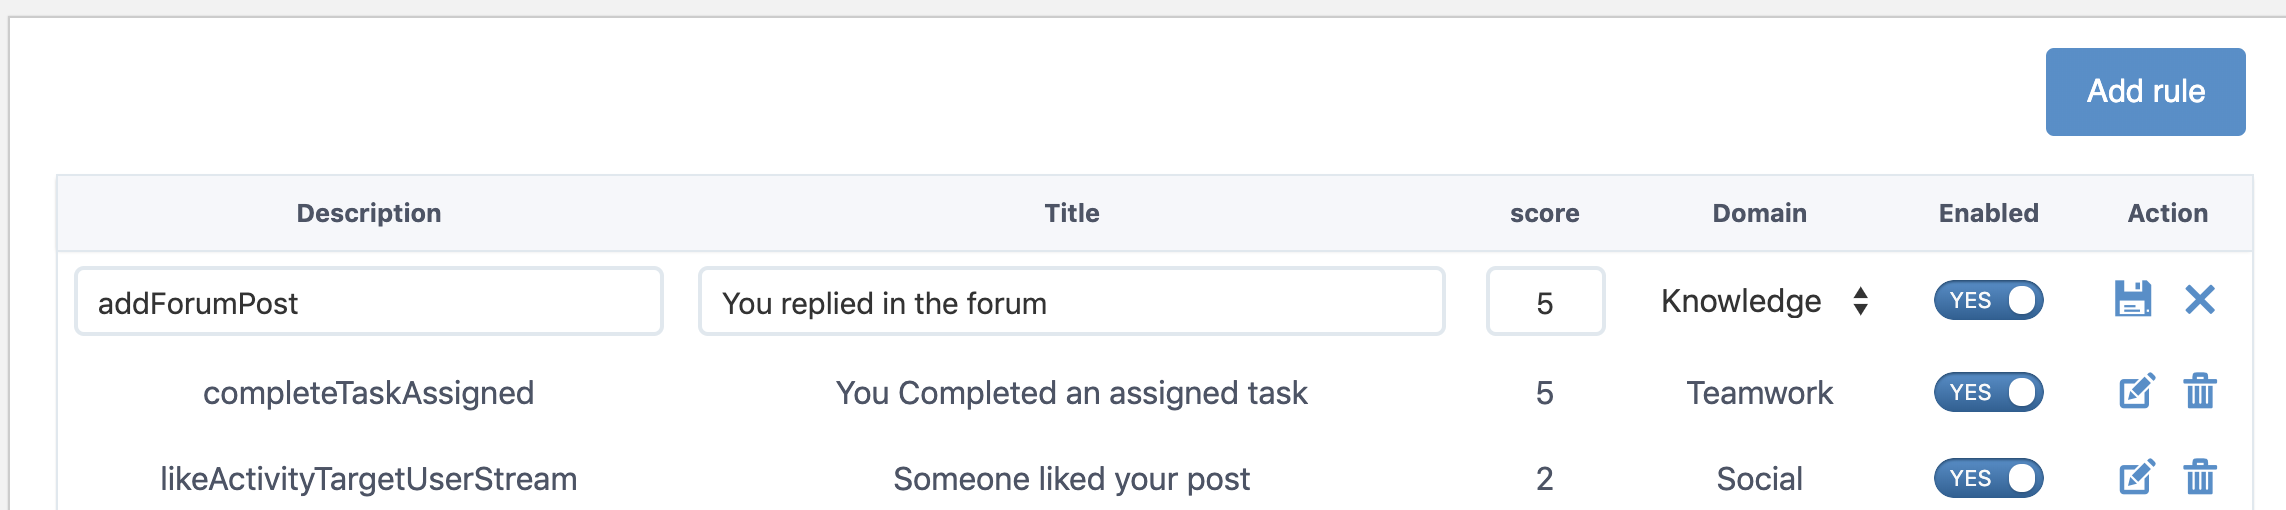 Add rule
Description Title score Domain Enabled Action
addForumPost You replied in the forum 5 Knowledge YES
completeTaskAssigned You Completed an assigned task 5 Teamwork YES
likeActivityTargetUserStream Someone liked your post 2 Social YES